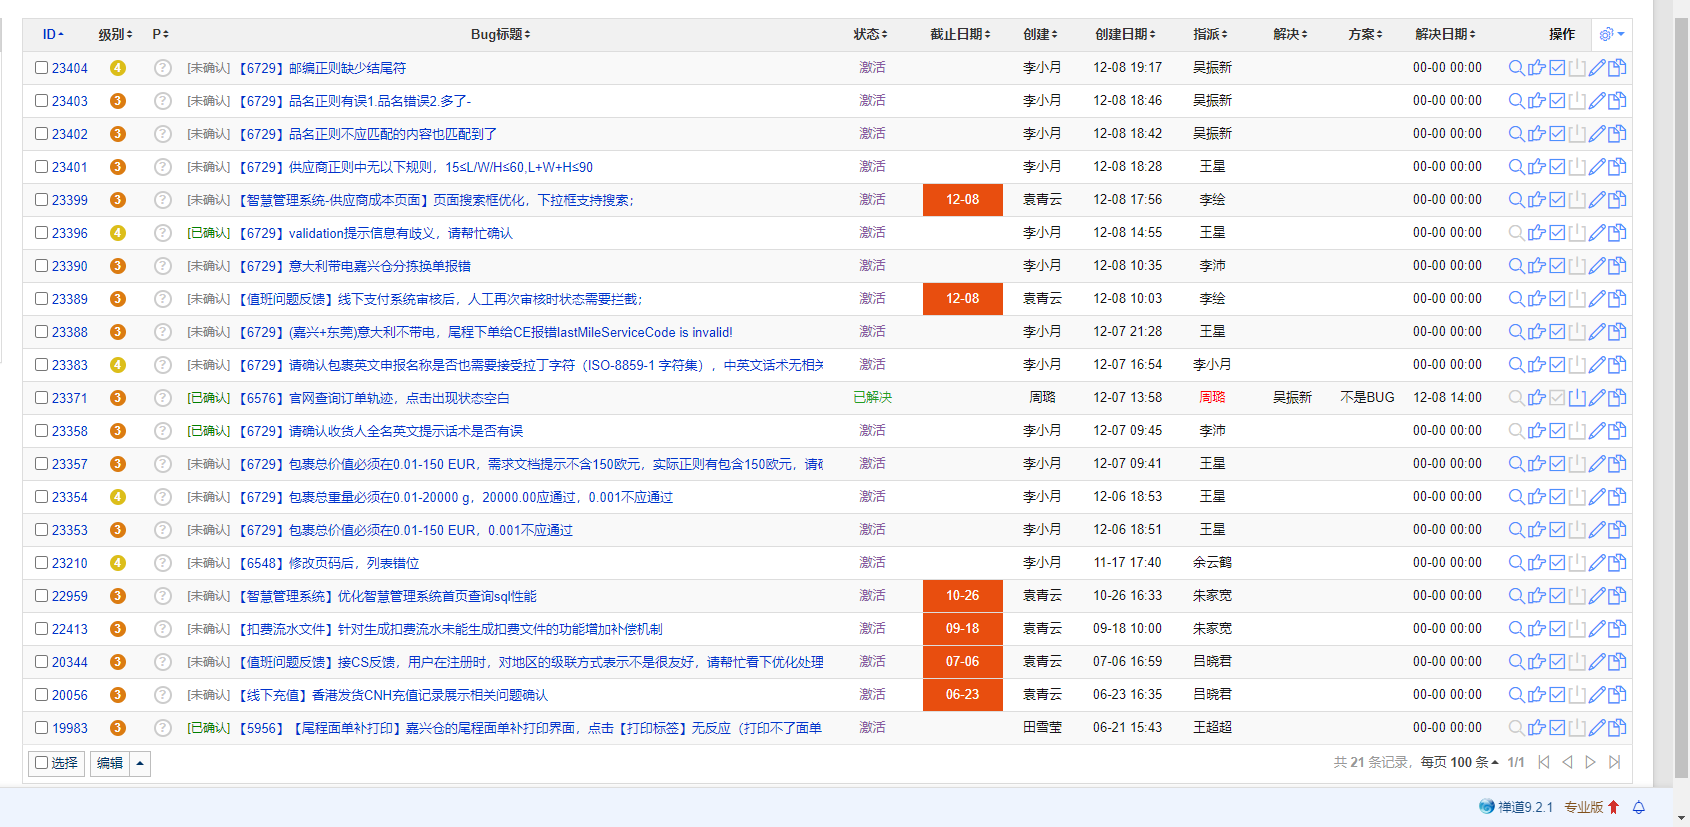 ID 级别 P Bug标题 状态 截止日期 创建 创建日期 指派 解决 方案 解决日期 操作
23404 4 ? [未确认] 【6729】邮编正则缺少结尾符 激活 李小月 12-08 19:17 吴振新 00-00 00:00
23403 3 ? [未确认] 【6729】品名正则有误1.品名错误2.多了- 激活 李小月 12-08 18:46 吴振新 00-00 00:00
23402 3 ? [未确认] 【6729】品名正则不应匹配的内容也匹配到了 激活 李小月 12-08 18:42 吴振新 00-00 00:00
23401 3 ? [未确认] 【6729】供应商正则中无以下规则，15≤L/W/H≤60,L+W+H≤90 激活 李小月 12-08 18:28 王星 00-00 00:00
23399 3 ? [未确认] 【智慧管理系统-供应商成本页面】页面搜索框优化，下拉框支持搜索； 激活 12-08 袁青云 12-08 17:56 李绘 00-00 00:00
23396 4 ? [已确认] 【6729】validation提示信息有歧义，请帮忙确认 激活 李小月 12-08 14:55 王星 00-00 00:00
23390 3 ? [未确认] 【6729】意大利带电嘉兴仓分拣换单报错 激活 李小月 12-08 10:35 李沛 00-00 00:00
23389 3 ? [未确认] 【值班问题反馈】线下支付系统审核后，人工再次审核时状态需要拦截； 激活 12-08 袁青云 12-08 10:03 李绘 00-00 00:00
23388 3 ? [未确认] 【6729】(嘉兴+东莞)意大利不带电，尾程下单给CE报错lastMileServiceCode is invalid! 激活 李小月 12-07 21:28 王星 00-00 00:00
23383 4 ? [未确认] 【6729】请确认包裹英文申报名称是否也需要接受拉丁字符（ISO-8859-1 字符集），中英文话术无相关 激活 李小月 12-07 16:54 李小月 00-00 00:00
23371 3 ? [已确认] 【6576】官网查询订单轨迹，点击出现状态空白 已解决 周璐 12-07 13:58 周璐 吴振新 不是BUG 12-08 14:00
23358 3 ? [已确认] 【6729】请确认收货人全名英文提示话术是否有误 激活 李小月 12-07 09:45 李沛 00-00 00:00
23357 3 ? [未确认] 【6729】包裹总价值必须在0.01-150 EUR，需求文档提示不含150欧元，实际正则有包含150欧元，请 激活 李小月 12-07 09:41 王星 00-00 00:00
23354 4 ? [未确认] 【6729】包裹总重量必须在0.01-20000 g，20000.00应通过，0.001不应通过 激活 李小月 12-06 18:53 王星 00-00 00:00
23353 3 ? [未确认] 【6729】包裹总价值必须在0.01-150 EUR，0.001不应通过 激活 李小月 12-06 18:51 王星 00-00 00:00
23210 4 ? [未确认] 【6548】修改页码后，列表错位 激活 李小月 11-17 17:40 余云鹤 00-00 00:00
22959 3 ? [未确认] 【智慧管理系统】优化智慧管理系统首页查询sql性能 激活 10-26 袁青云 10-26 16:33 朱家宽 00-00 00:00
22413 3 ? [未确认] 【扣费流水文件】针对生成扣费流水未能生成扣费文件的功能增加补偿机制 激活 09-18 袁青云 09-18 10:00 朱家宽 00-00 00:00
20344 3 ? [未确认] 【值班问题反馈】接CS反馈，用户在注册时，对地区的级联方式表示不是很友好，请帮忙看下优化处理 激活 07-06 袁青云 07-06 16:59 吕晓君 00-00 00:00
20056 3 ? [未确认] 【线下充值】香港发货CNH充值记录展示相关问题确认 激活 06-23 袁青云 06-23 16:35 吕晓君 00-00 00:00
19983 3 ? [已确认] 【5956】【尾程面单补打印】嘉兴仓的尾程面单补打印界面，点击【打印标签】无反应（打印不了面单 激活 田雪莹 06-21 15:43 王超超 00-00 00:00
选择 编辑 共 21 条记录，每页 100 条 1/1
禅道9.2.1 专业版